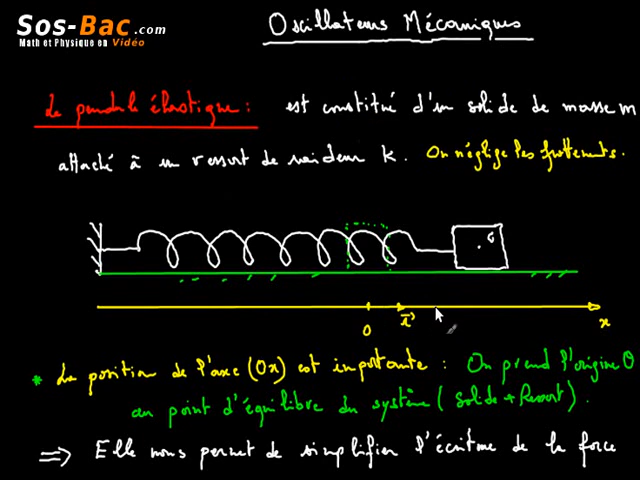 Sos-Bac.com
Math et Physique en Vidéo
Oscillateurs Mécaniques
Le pendule élastique : est constitué d'un solide de masse m
attaché à un ressort de raideur K. On néglige les frottements.
G
O i x
* La position de l'axe (Ox) est importante : On prend l'origine O
au point d'équilibre du système (Solide + Ressort).
⇒ Elle nous permet de simplifier l'écriture de la force